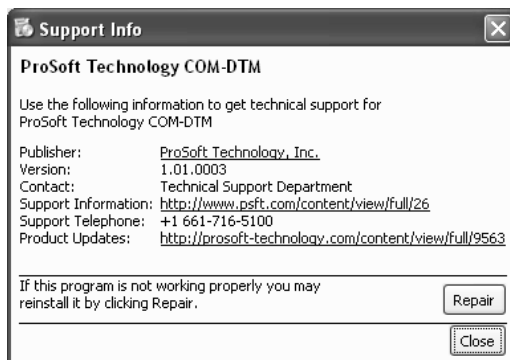 Support Info
ProSoft Technology COM-DTM
Use the following information to get technical support for
ProSoft Technology COM-DTM
Publisher: ProSoft Technology, Inc.
Version: 1.01.0003
Contact: Technical Support Department
Support Information: http://www.psft.com/content/view/full/26
Support Telephone: +1 661-716-5100
Product Updates: http://prosoft-technology.com/content/view/full/9563
If this program is not working properly you may
reinstall it by clicking Repair.
Repair
Close